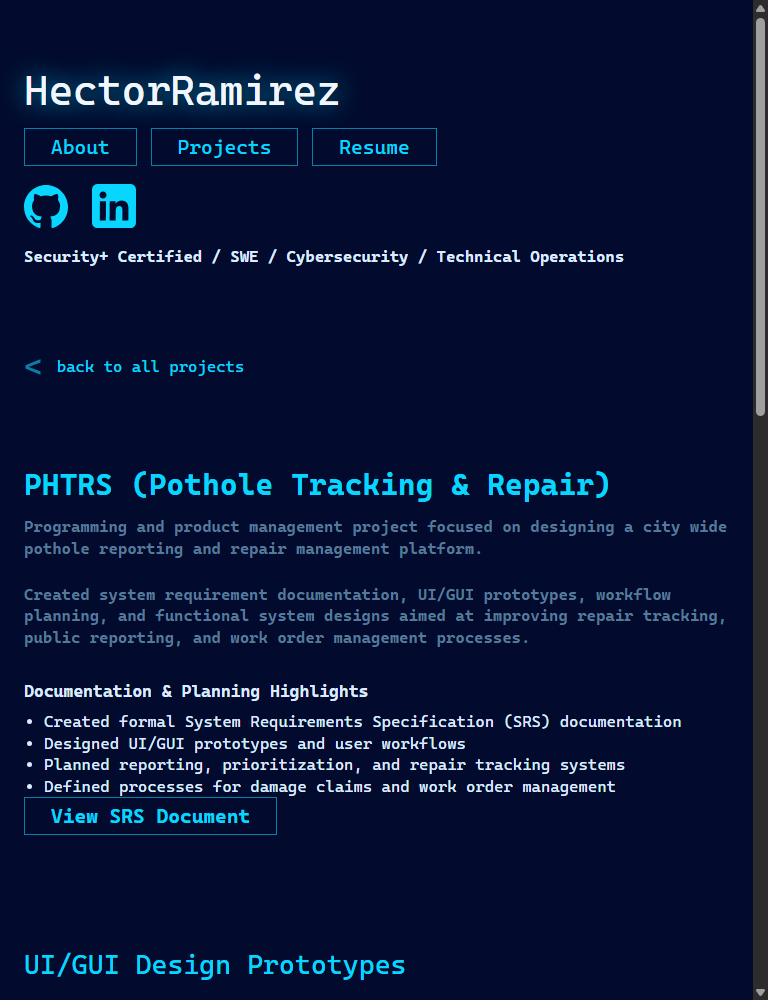 HectorRamirez
About Projects Resume
in
Security+ Certified / SWE / Cybersecurity / Technical Operations
< back to all projects
PHTRS (Pothole Tracking & Repair)
Programming and product management project focused on designing a city wide
pothole reporting and repair management platform.
Created system requirement documentation, UI/GUI prototypes, workflow
planning, and functional system designs aimed at improving repair tracking,
public reporting, and work order management processes.
Documentation & Planning Highlights
• Created formal System Requirements Specification (SRS) documentation
• Designed UI/GUI prototypes and user workflows
• Planned reporting, prioritization, and repair tracking systems
• Defined processes for damage claims and work order management
View SRS Document
UI/GUI Design Prototypes